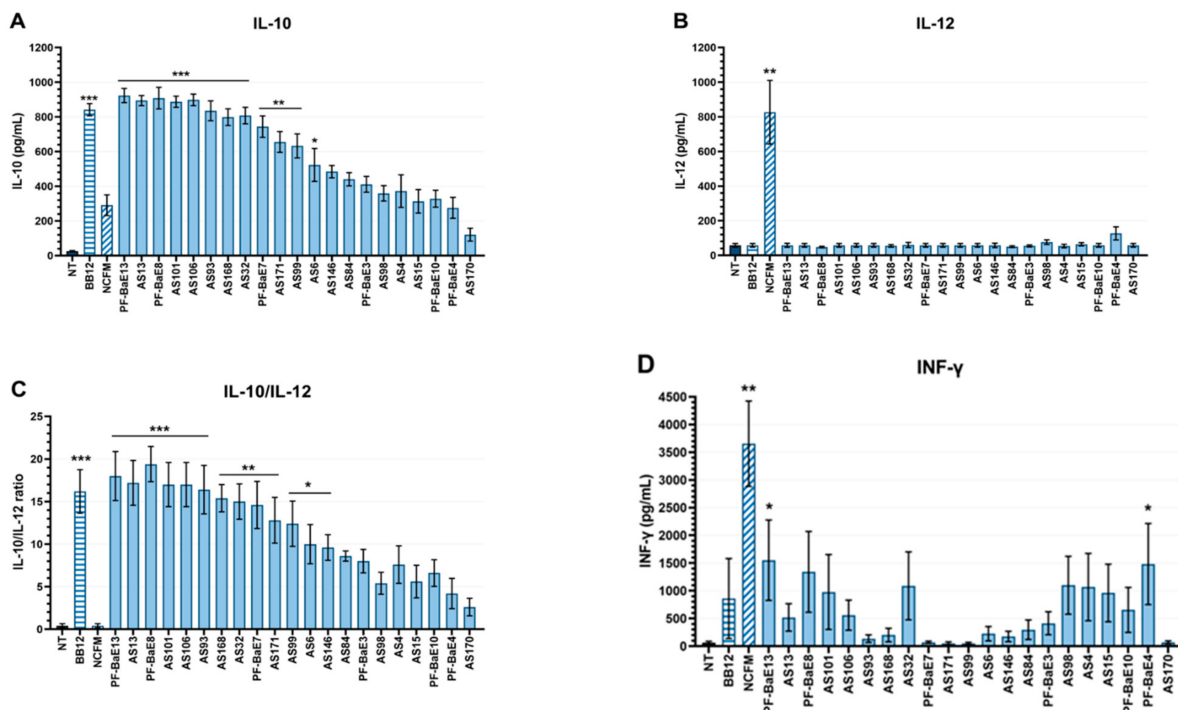 A
IL-10
IL-10 (pg/mL)
1200
1000
800
600
400
200
0
***
***
**
*
NT
BB12
NCFM
PF-BaE13
AS13
PF-BaE8
AS101
AS106
AS93
AS168
AS32
PF-BaE7
AS171
AS99
AS6
AS146
AS84
PF-BaE3
AS98
AS4
AS15
PF-BaE10
PF-BaE4
AS170
B
IL-12
IL-12 (pg/mL)
1200
1000
800
600
400
200
0
**
NT
BB12
NCFM
PF-BaE13
AS13
PF-BaE8
AS101
AS106
AS93
AS168
AS32
PF-BaE7
AS171
AS99
AS6
AS146
AS84
PF-BaE3
AS98
AS4
AS15
PF-BaE10
PF-BaE4
AS170
C
IL-10/IL-12
IL-10/IL-12 ratio
25
20
15
10
5
0
***
***
**
*
NT
BB12
NCFM
PF-BaE13
AS13
PF-BaE8
AS101
AS106
AS93
AS168
AS32
PF-BaE7
AS171
AS99
AS6
AS146
AS84
PF-BaE3
AS98
AS4
AS15
PF-BaE10
PF-BaE4
AS170
D
INF-γ
INF-γ (pg/mL)
4500
4000
3500
3000
2500
2000
1500
1000
500
0
**
*
*
NT
BB12
NCFM
PF-BaE13
AS13
PF-BaE8
AS101
AS106
AS93
AS168
AS32
PF-BaE7
AS171
AS99
AS6
AS146
AS84
PF-BaE3
AS98
AS4
AS15
PF-BaE10
PF-BaE4
AS170